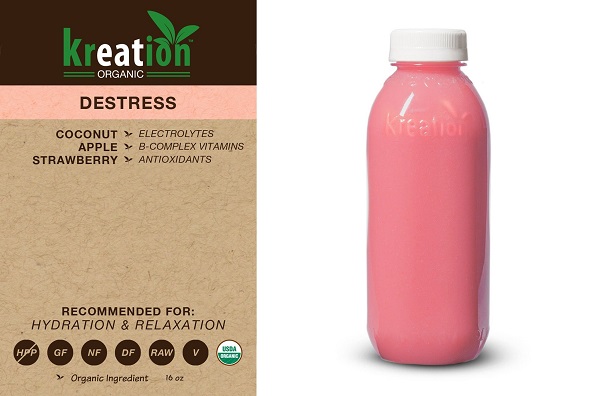 kreation™
ORGANIC
DESTRESS
COCONUT ELECTROLYTES
APPLE B-COMPLEX VITAMINS
STRAWBERRY ANTIOXIDANTS
RECOMMENDED FOR:
HYDRATION & RELAXATION
HPP GF NF DF RAW V USDA ORGANIC
Organic Ingredient 16 oz
kreation